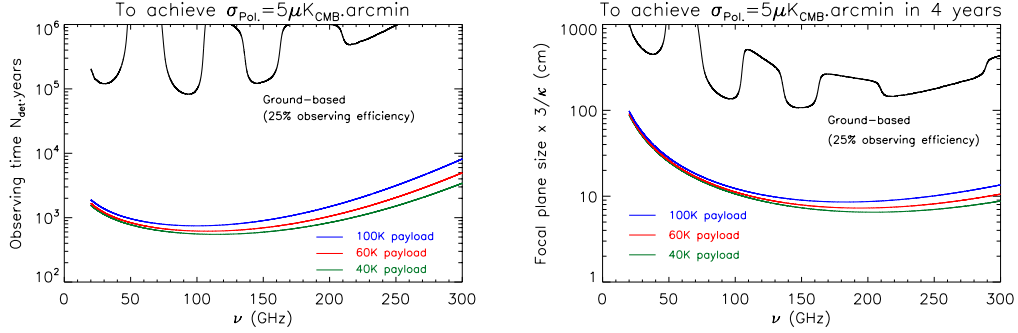 To achieve σPol.=5μKCMB.arcmin
Observing time Ndet.years
10^6
10^5
10^4
10^3
10^2
Ground-based
(25% observing efficiency)
100K payload
60K payload
40K payload
0 50 100 150 200 250 300
ν (GHz)
To achieve σPol.=5μKCMB.arcmin in 4 years
Focal plane size x 3/κ (cm)
1000
100
10
1
Ground-based
(25% observing efficiency)
100K payload
60K payload
40K payload
0 50 100 150 200 250 300
ν (GHz)